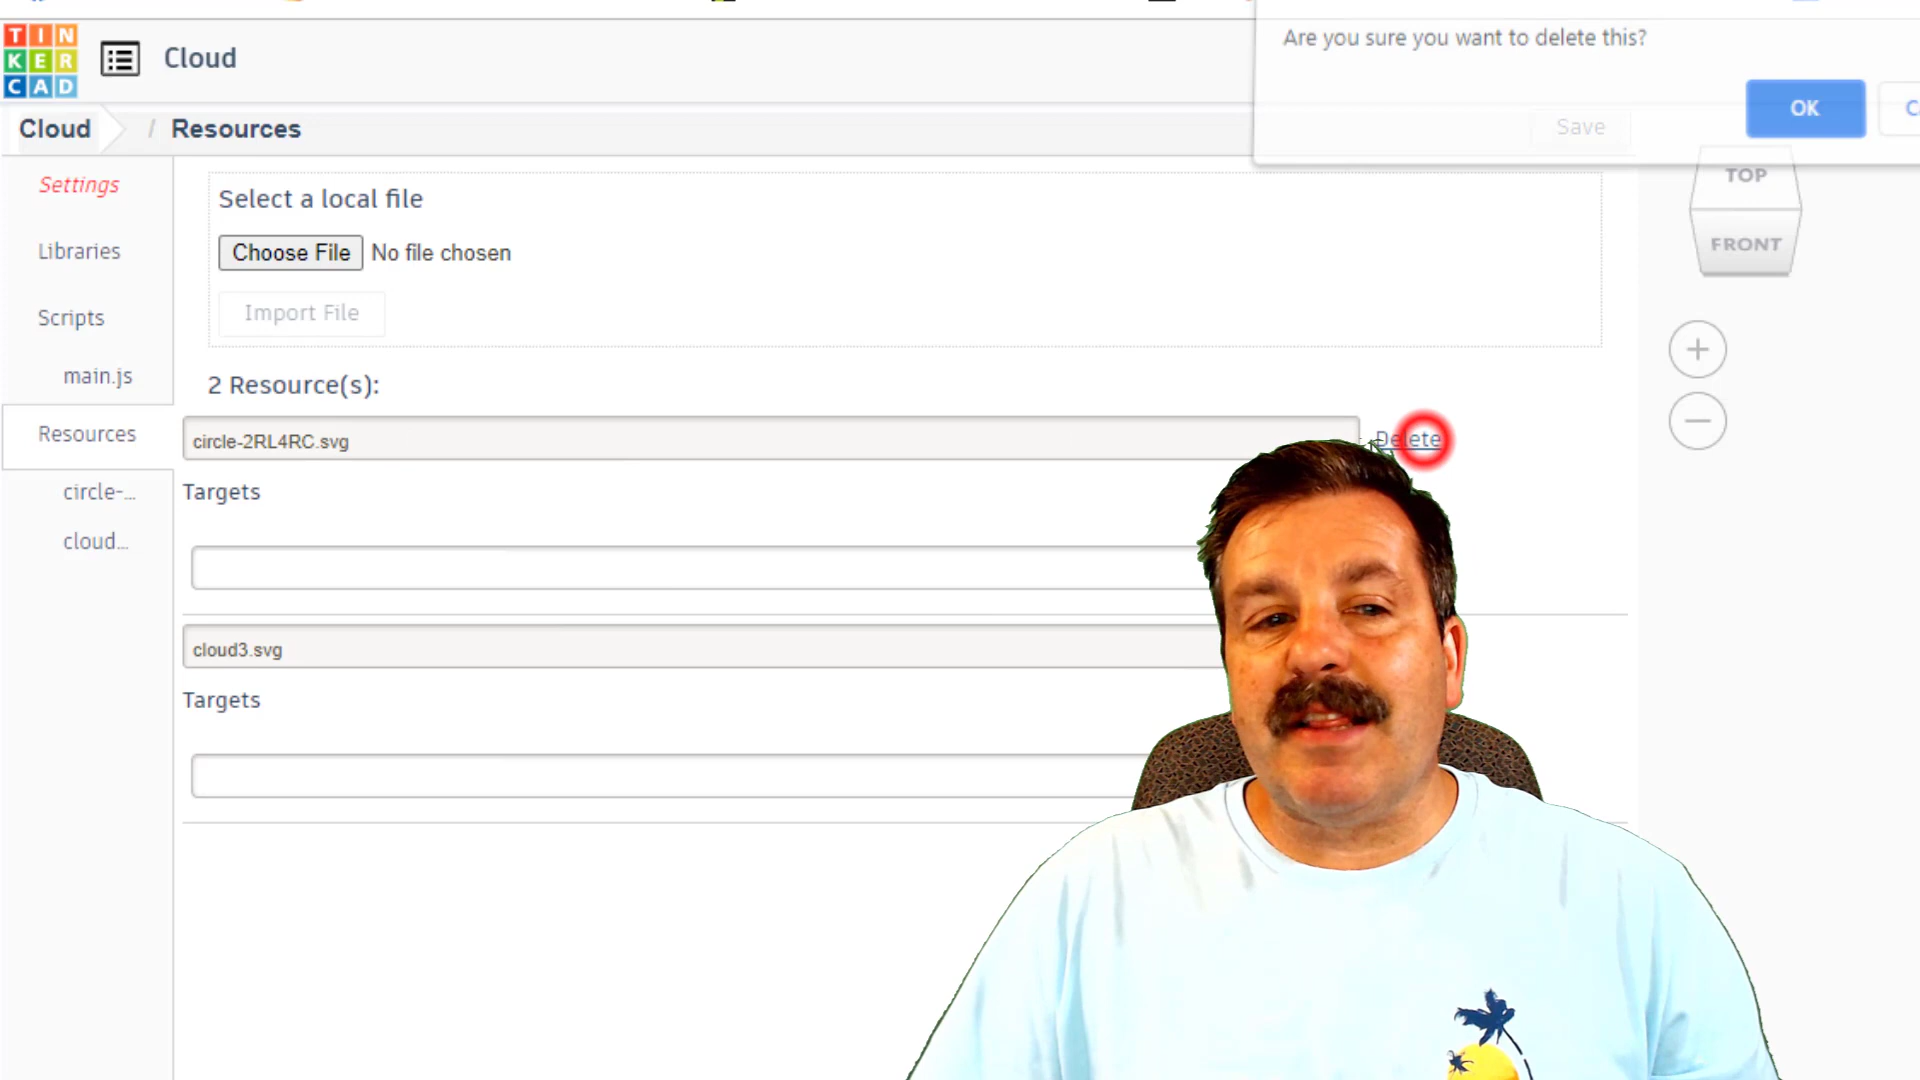 TIN
KER
CAD
Cloud
Are you sure you want to delete this?
OK
Cloud / Resources
Save
Settings
Libraries
Scripts
main.js
Resources
circle-...
cloud...
Select a local file
Choose File No file chosen
Import File
2 Resource(s):
circle-2RL4RC.svg
Delete
Targets
cloud3.svg
Targets
TOP
FRONT